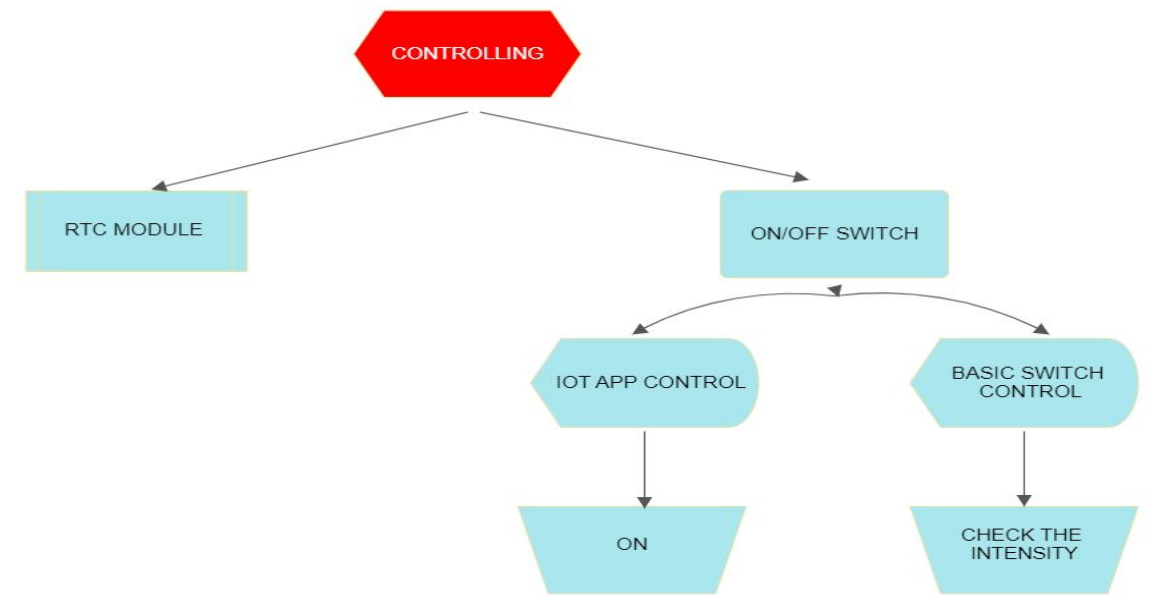 CONTROLLING
RTC MODULE
ON/OFF SWITCH
IOT APP CONTROL
BASIC SWITCH
CONTROL
ON
CHECK THE
INTENSITY